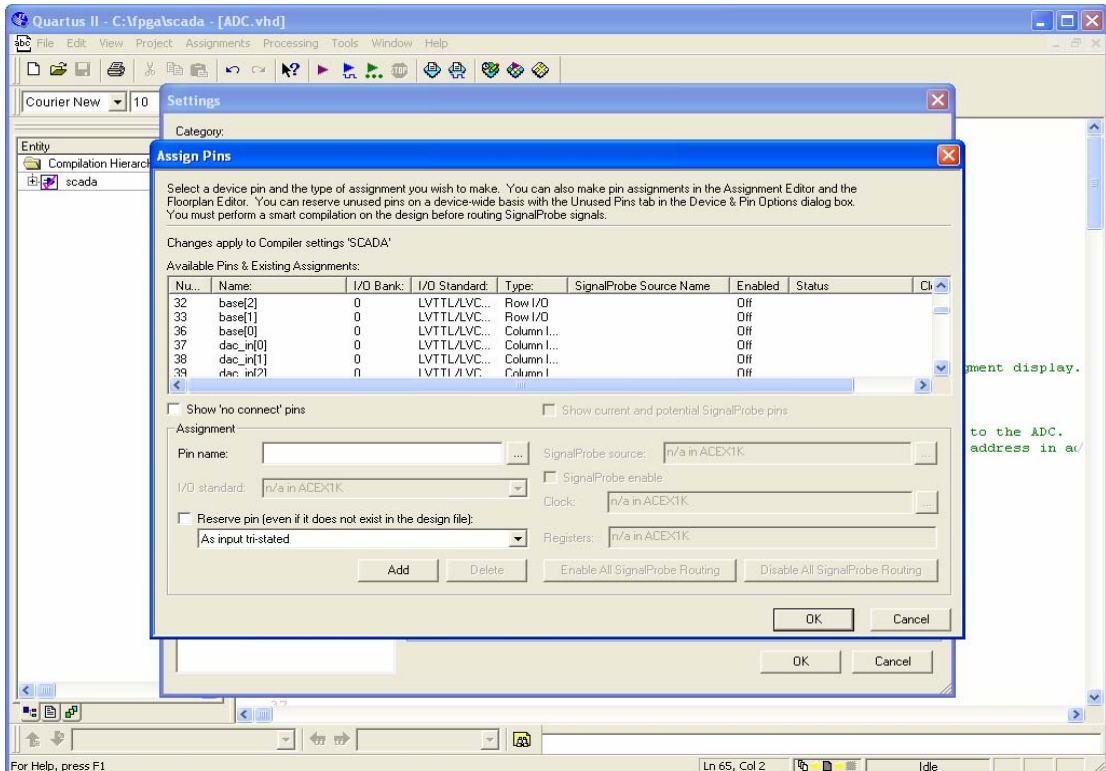 Quartus II - C:\fpga\scada - [ADC.vhd]
File Edit View Project Assignments Processing Tools Window Help
Courier New 10
Settings
Category:
Entity
Compilation Hierarch
scada
Assign Pins
Select a device pin and the type of assignment you wish to make. You can also make pin assignments in the Assignment Editor and the
Floorplan Editor. You can reserve unused pins on a device-wide basis with the Unused Pins tab in the Device & Pin Options dialog box.
You must perform a smart compilation on the design before routing SignalProbe signals.
Changes apply to Compiler settings 'SCADA'
Available Pins & Existing Assignments:
Nu... Name: I/O Bank: I/O Standard: Type: SignalProbe Source Name Enabled Status Cl
32 base[2] 0 LVTTL/LVC... Row I/O Off
33 base[1] 0 LVTTL/LVC... Row I/O Off
36 base[0] 0 LVTTL/LVC... Column I... Off
37 dac_in[0] 0 LVTTL/LVC... Column I... Off
38 dac_in[1] 0 LVTTL/LVC... Column I... Off
39 dac_in[2] 0 LVTTL/LVC... Column I... Off
gment display.
Show 'no connect' pins Show current and potential SignalProbe pins
to the ADC.
address in
Assignment
Pin name: ... SignalProbe source: n/a in ACEX1K ...
I/O standard: n/a in ACEX1K SignalProbe enable
Clock: n/a in ACEX1K ...
Reserve pin (even if it does not exist in the design file):
As input tri-stated Registers: n/a in ACEX1K
Add Delete Enable All SignalProbe Routing Disable All SignalProbe Routing
OK Cancel
OK Cancel
37
For Help, press F1 Ln 65, Col 2 Idle